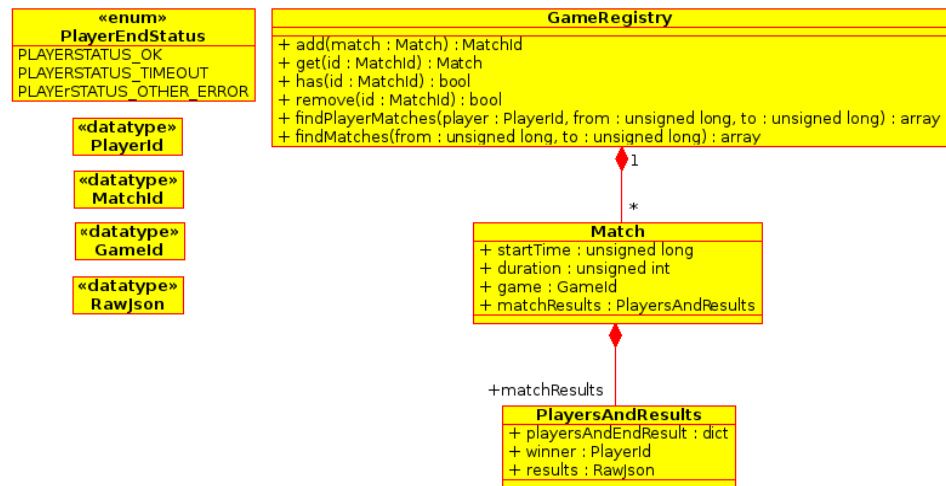 «enum»
PlayerEndStatus
PLAYERSTATUS_OK
PLAYERSTATUS_TIMEOUT
PLAYErSTATUS_OTHER_ERROR
«datatype»
PlayerId
«datatype»
MatchId
«datatype»
GameId
«datatype»
RawJson
GameRegistry
+ add(match : Match) : MatchId
+ get(id : MatchId) : Match
+ has(id : MatchId) : bool
+ remove(id : MatchId) : bool
+ findPlayerMatches(player : PlayerId, from : unsigned long, to : unsigned long) : array
+ findMatches(from : unsigned long, to : unsigned long) : array
1
*
Match
+ startTime : unsigned long
+ duration : unsigned int
+ game : GameId
+ matchResults : PlayersAndResults
+matchResults
PlayersAndResults
+ playersAndEndResult : dict
+ winner : PlayerId
+ results : RawJson